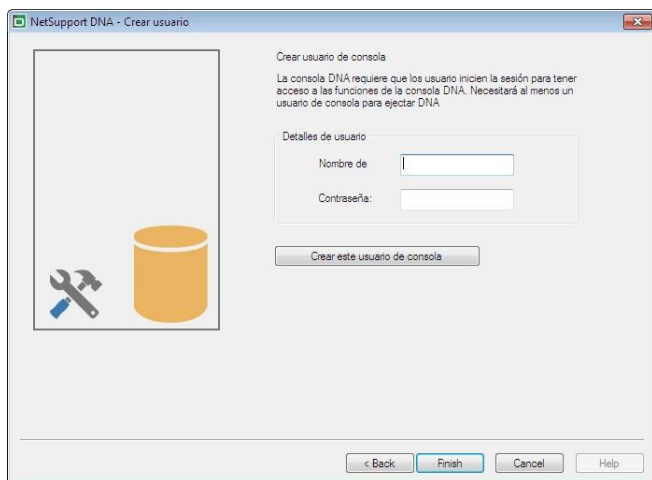 NetSupport DNA - Crear usuario
Crear usuario de consola
La consola DNA requiere que los usuario inicien la sesión para tener
acceso a las funciones de la consola DNA. Necesitará al menos un
usuario de consola para ejectar DNA
Detalles de usuario
Nombre de
Contraseña:
Crear este usuario de consola
< Back
Finish
Cancel
Help